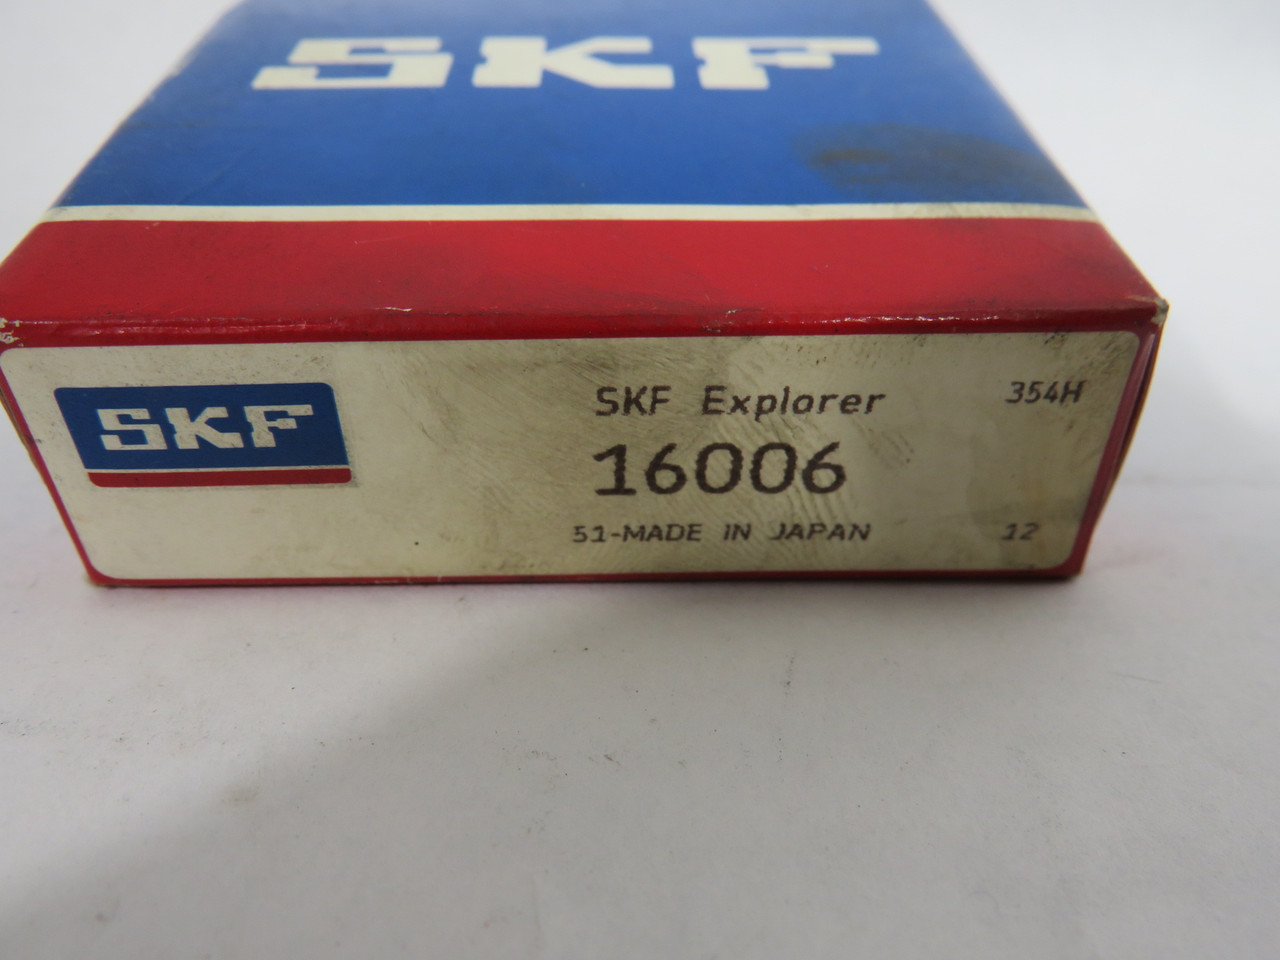 SKF
SKF
SKF Explorer 354H
16006
51-MADE IN JAPAN 12